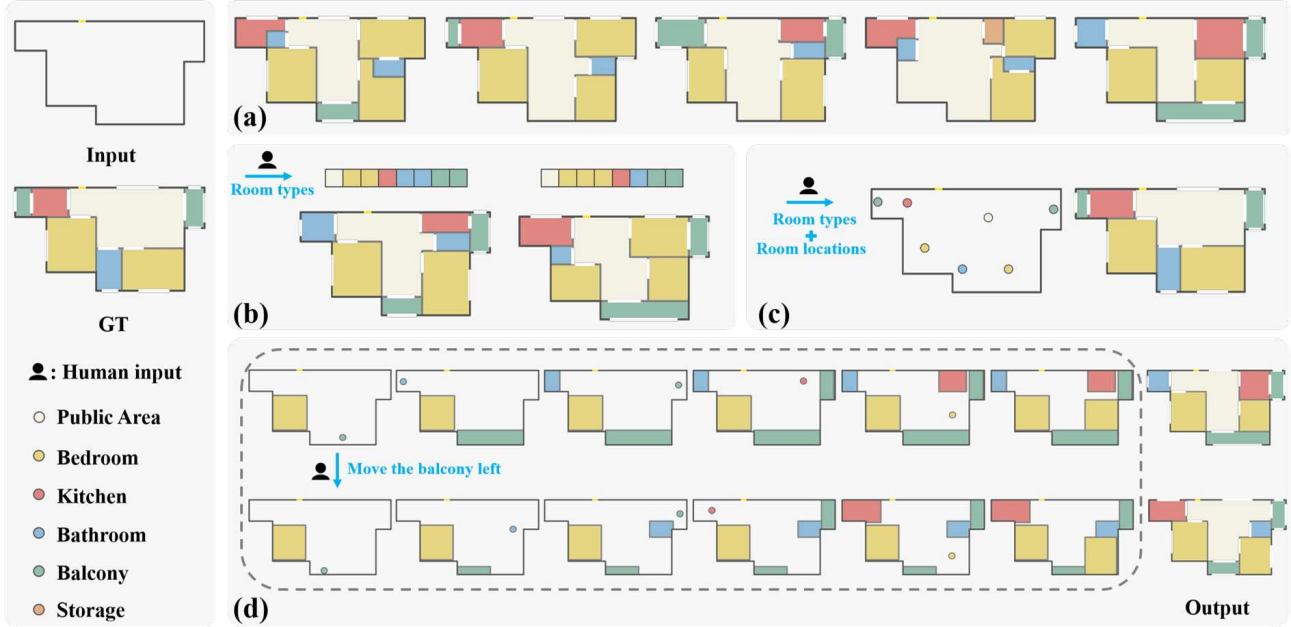 Input
GT
: Human input
Public Area
Bedroom
Kitchen
Bathroom
Balcony
Storage
(a)
Room types
(b)
Room types
+
Room locations
(c)
Move the balcony left
(d)
Output